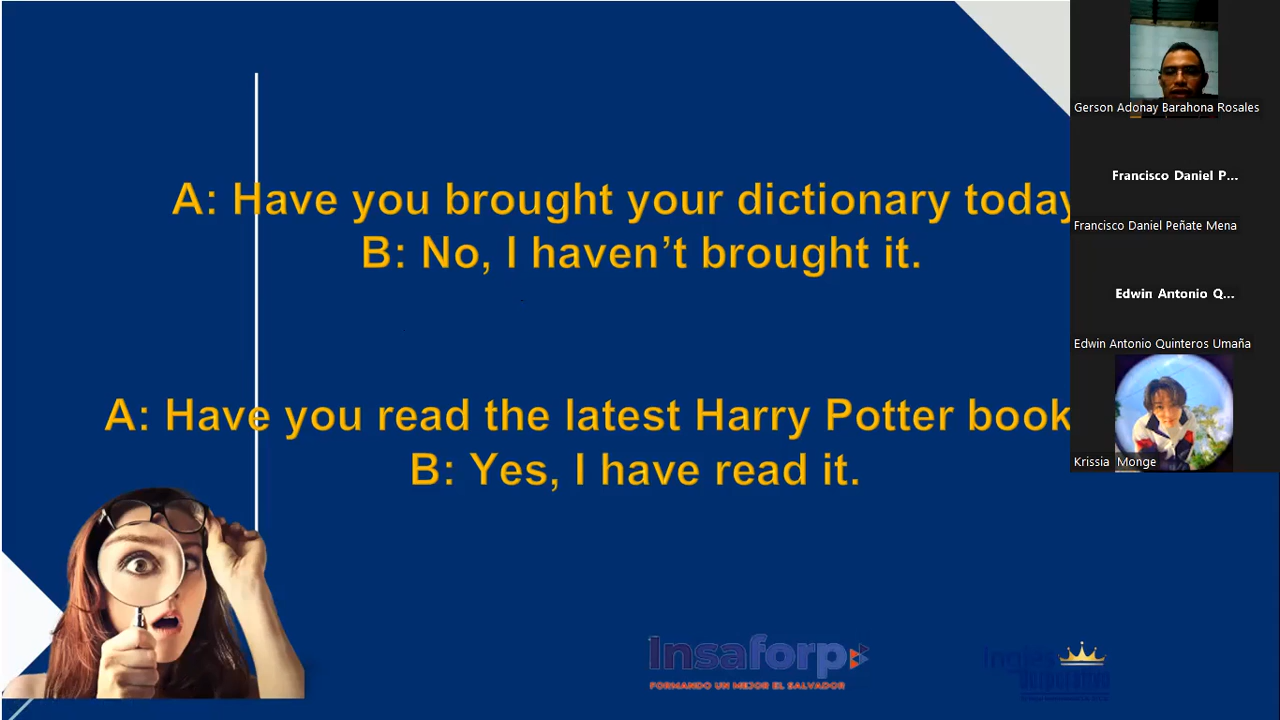 A: Have you brought your dictionary today
B: No, I haven’t brought it.
A: Have you read the latest Harry Potter book
B: Yes, I have read it.
Insaforp
FORMANDO UN MEJOR EL SALVADOR
Gerson Adonay Barahona Rosales
Francisco Daniel P...
Francisco Daniel Peñate Mena
Edwin Antonio Q...
Edwin Antonio Quinteros Umaña
Krissia Monge